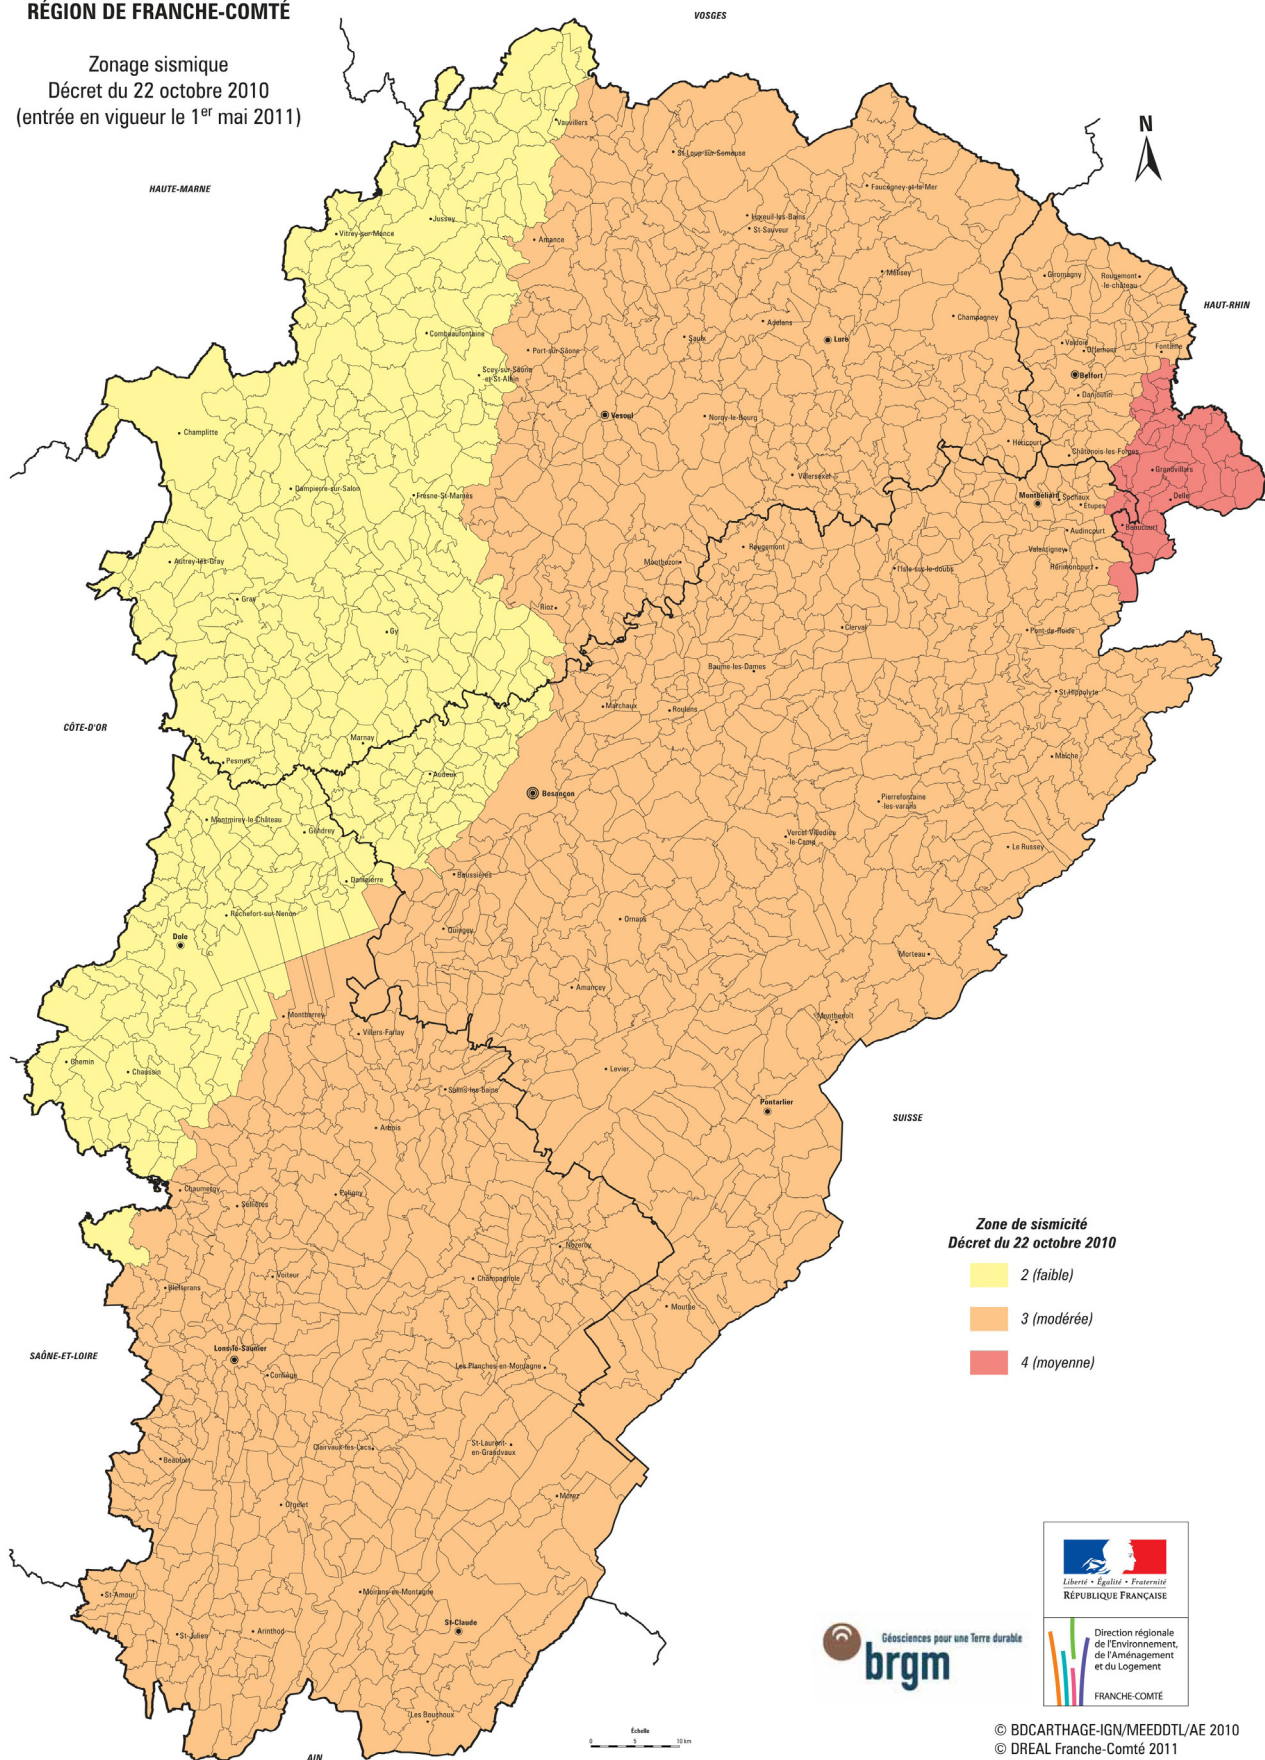 RÉGION DE FRANCHE-COMTÉ
Zonage sismique
Décret du 22 octobre 2010
(entrée en vigueur le 1er mai 2011)
VOSGES
N
HAUTE-MARNE
HAUT-RHIN
CÔTE-D'OR
SUISSE
SAÔNE-ET-LOIRE
AIN
Vauvillers
St-Loup-sur-Semouse
Faucogney-et-la-Mer
Jussey
Luxeuil-les-Bains
St-Sauveur
Vitrey-sur-Mance
Amance
Mélisey
Giromagny
Rougemont
-le-château
Champagney
Adelans
Combeaufontaine
Saulx
Lure
Valdoie
Offemont
Fontaine
Port-sur-Saône
Scey-sur-Saône
-et-St-Albin
Belfort
Danjoutin
Vesoul
Noroy-le-Bourg
Champlitte
Héricourt
Châtenois-les-Forges
Grandvillars
Villersexel
Dampierre-sur-Salon
Fresne-St-Mamès
Montbéliard
Sochaux
Etupes
Delle
Beaucourt
Audincourt
Rougemont
Valentigney
Autrey-lès-Gray
Montbozon
l'Isle-sur-le-doubs
Hérimoncourt
Gray
Rioz
Gy
Clerval
Pont-de-Roide
Baume-les-Dames
St-Hippolyte
Marchaux
Roulans
Marnay
Pesmes
Maîche
Audeux
Besançon
Pierrefontaine
-les-varans
Montmirey-le-Château
Gendrey
Vercel-Villedieu
-le-Camp
Le Russey
Dampierre
Boussières
Rochefort-sur-Nenon
Ornans
Quingey
Dole
Morteau
Amancey
Montbarrey
Montbenoît
Villers-Farlay
Chemin
Chaussin
Levier
Salins-les-Bains
Pontarlier
Arbois
Chaumergy
Poligny
Sellières
Nozeroy
Voiteur
Champagnole
Bletterans
Mouthe
Lons-le-Saunier
Conliège
Les Planches-en-Montagne
Clairvaux-les-Lacs
St-Laurent-
en-Grandvaux
Beaufort
Morez
Orgelet
St-Amour
Moirans-en-Montagne
St-Julien
Arinthod
St-Claude
Les Bouchoux
Zone de sismicité
Décret du 22 octobre 2010
2 (faible)
3 (modérée)
4 (moyenne)
Liberté • Égalité • Fraternité
RÉPUBLIQUE FRANÇAISE
Géosciences pour une Terre durable
brgm
Direction régionale
de l'Environnement,
de l'Aménagement
et du Logement
FRANCHE-COMTÉ
Échelle
0 5 10 km
© BDCARTHAGE-IGN/MEEDDTL/AE 2010
© DREAL Franche-Comté 2011